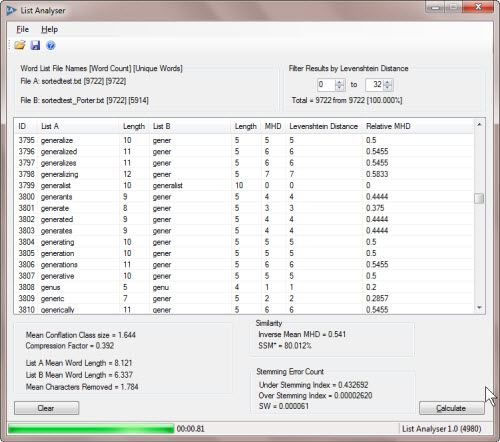 List Analyser
File Help
Word List File Names [Word Count] [Unique Words]
File A: sortedtest.txt [9722] [9722]
File B: sortedtest_Porter.txt [9722] [5914]
Filter Results by Levenshtein Distance
0 to 32
Total = 9722 from 9722 [100.000%]
ID List A Length List B Length MHD Levenshtein Distance Relative MHD
3795 generalize 10 gener 5 5 5 0.5
3796 generalized 11 gener 5 6 6 0.5455
3797 generalizes 11 gener 5 6 6 0.5455
3798 generalizing 12 gener 5 7 7 0.5833
3799 generalist 10 generalist 10 0 0 0
3800 generants 9 gener 5 4 4 0.4444
3801 generate 8 gener 5 3 3 0.375
3802 generated 9 gener 5 4 4 0.4444
3803 generates 9 gener 5 4 4 0.4444
3804 generating 10 gener 5 5 5 0.5
3805 generation 10 gener 5 5 5 0.5
3806 generations 11 gener 5 6 6 0.5455
3807 generative 10 gener 5 5 5 0.5
3808 genus 5 genu 4 1 1 0.2
3809 generic 7 gener 5 2 2 0.2857
3810 generically 11 gener 5 6 6 0.5455
Mean Conflation Class size = 1.644
Compression Factor = 0.392
List A Mean Word Length = 8.121
List B Mean Word Length = 6.337
Mean Characters Removed = 1.784
Similarity
Inverse Mean MHD = 0.541
SSM* = 80.012%
Stemming Error Count
Under Stemming Index = 0.432692
Over Stemming Index = 0.00002620
SW = 0.000061
Clear
Calculate
00:00.81
List Analyser 1.0 (4980)